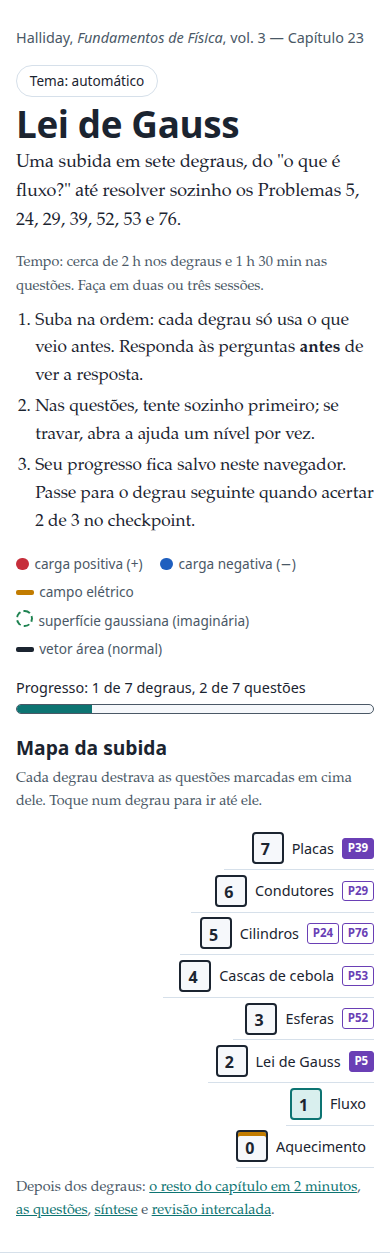 Halliday, Fundamentos de Física, vol. 3 — Capítulo 23
Tema: automático
Lei de Gauss
Uma subida em sete degraus, do "o que é
fluxo?" até resolver sozinho os Problemas 5,
24, 29, 39, 52, 53 e 76.
Tempo: cerca de 2 h nos degraus e 1 h 30 min nas
questões. Faça em duas ou três sessões.
1. Suba na ordem: cada degrau só usa o que
veio antes. Responda às perguntas antes de
ver a resposta.
2. Nas questões, tente sozinho primeiro; se
travar, abra a ajuda um nível por vez.
3. Seu progresso fica salvo neste navegador.
Passe para o degrau seguinte quando acertar
2 de 3 no checkpoint.
carga positiva (+) carga negativa (−)
campo elétrico
superfície gaussiana (imaginária)
vetor área (normal)
Progresso: 1 de 7 degraus, 2 de 7 questões
Mapa da subida
Cada degrau destrava as questões marcadas em cima
dele. Toque num degrau para ir até ele.
7 Placas P39
6 Condutores P29
5 Cilindros P24 P76
4 Cascas de cebola P53
3 Esferas P52
2 Lei de Gauss P5
1 Fluxo
0 Aquecimento
Depois dos degraus: o resto do capítulo em 2 minutos,
as questões, síntese e revisão intercalada.